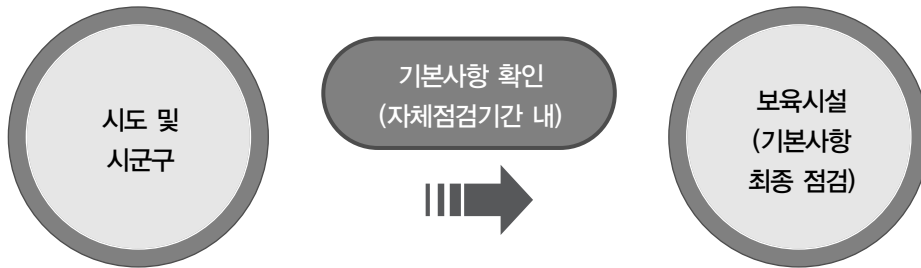 시도 및
시군구
기본사항 확인
(자체점검기간 내)
보육시설
(기본사항
최종 점검)